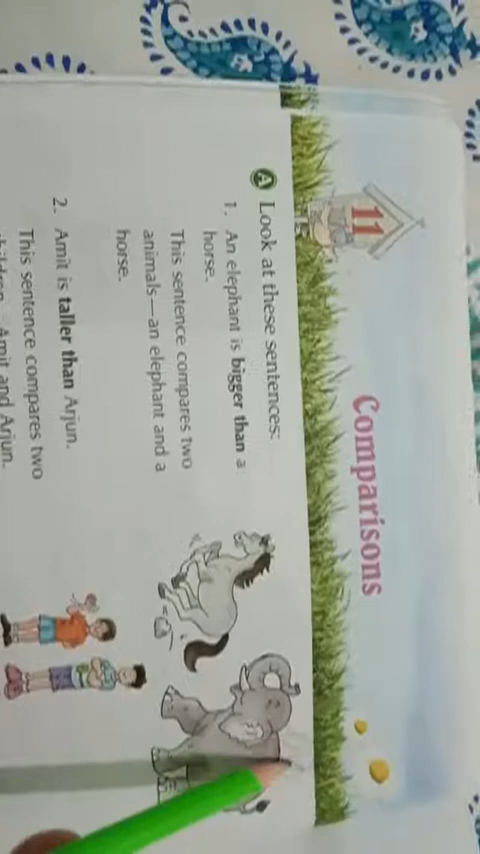 11
Comparisons
A Look at these sentences:
1. An elephant is bigger than a
horse.
This sentence compares two
animals—an elephant and a
horse.
2. Amit is taller than Arjun.
This sentence compares two
Amit and Arjun.